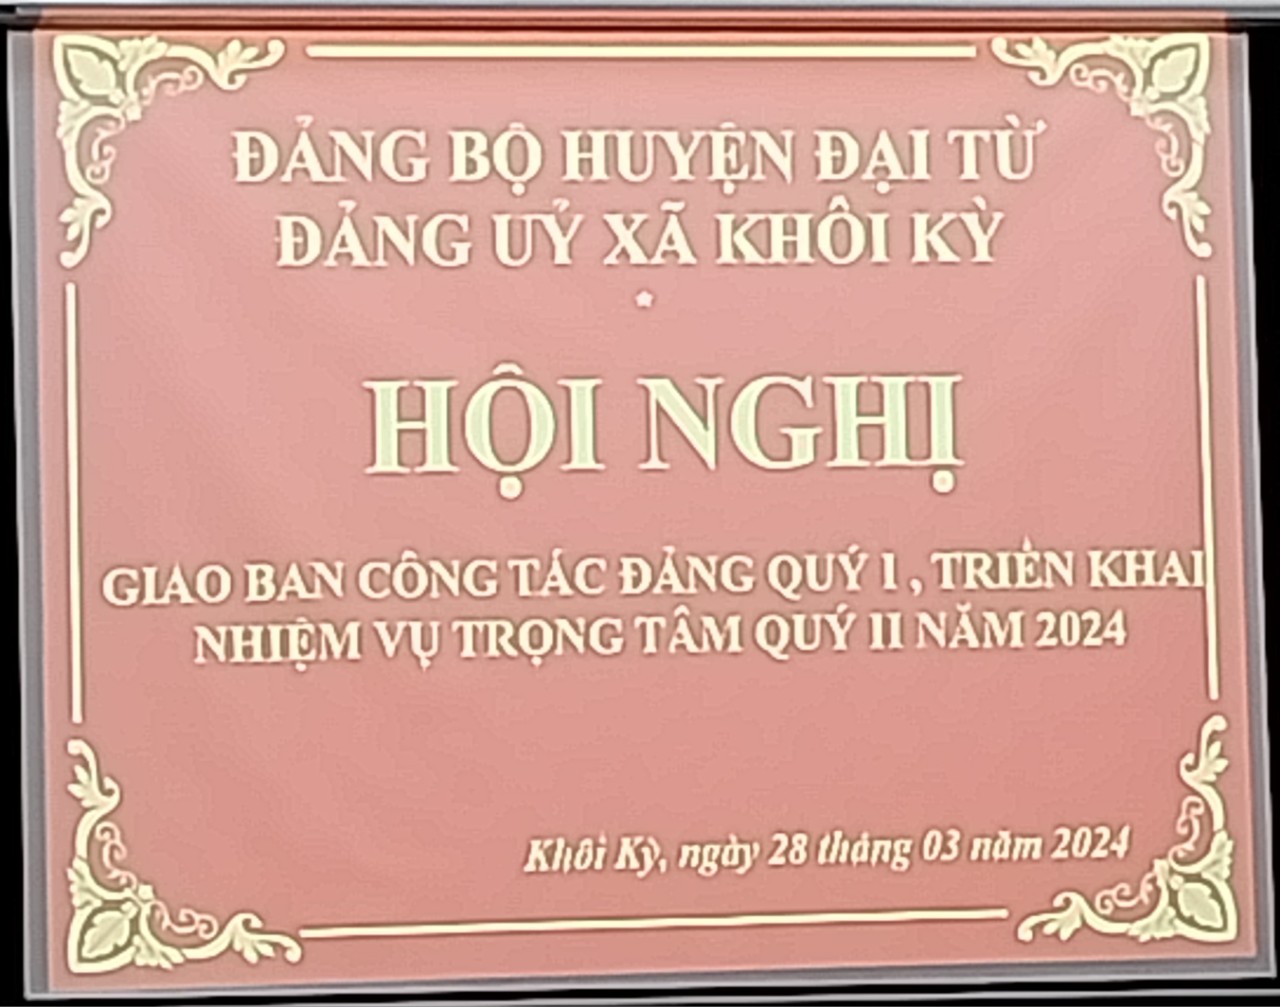 ĐẢNG BỘ HUYỆN ĐẠI TỪ
ĐẢNG UỶ XÃ KHÔI KỲ
HỘI NGHỊ
GIAO BAN CÔNG TÁC ĐẢNG QUÝ I , TRIỂN KHAI
NHIỆM VỤ TRỌNG TÂM QUÝ II NĂM 2024
Khôi Kỳ, ngày 28 tháng 03 năm 2024